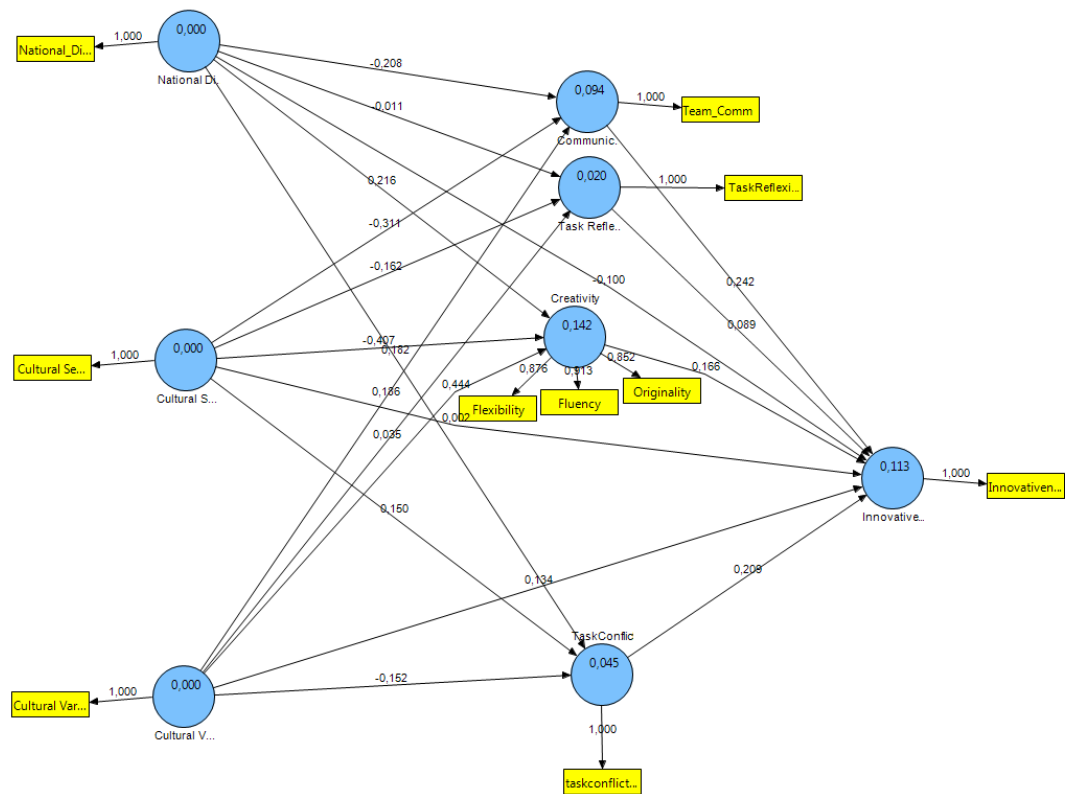 0,000
1,000
National_Di...
National Di.
-0,208
0,094
1,000
Team_Comm
Communic.
-0,011
0,020
1,000
TaskReflexi...
Task Refle..
0,216
-0,311
-0,162
-0,100
0,242
Creativity
0,142
0,089
0,000
1,000
Cultural Se...
Cultural S...
-0,407
0,182
0,876
0,913
0,852
0,166
Flexibility
Fluency
Originality
0,444
0,186
0,002
0,035
0,113
1,000
Innovativen...
Innovative..
0,150
0,134
0,209
TaskConflic
0,045
0,000
1,000
Cultural Var...
Cultural V...
-0,152
1,000
taskconflict...